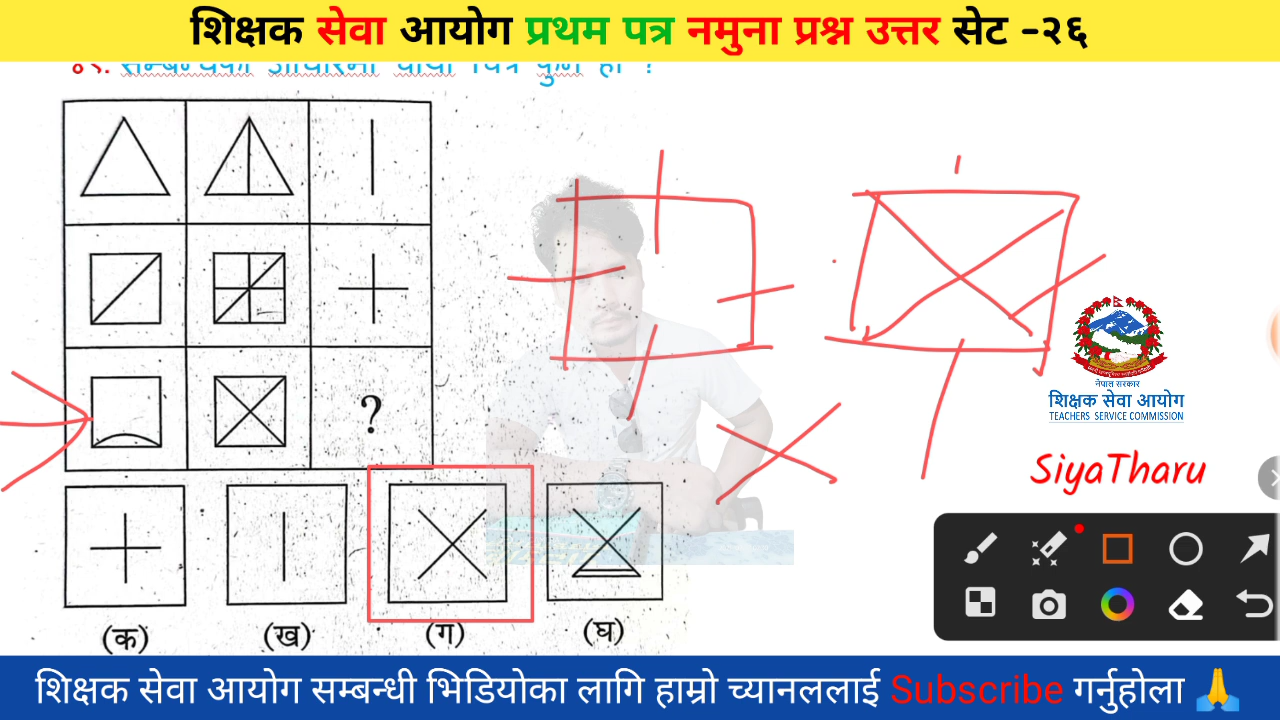 शिक्षक सेवा आयोग प्रथम पत्र नमुना प्रश्न उत्तर सेट -२६
?
(क) (ख) (ग) (घ)
नेपाल सरकार
शिक्षक सेवा आयोग
TEACHERS SERVICE COMMISSION
SiyaTharu
शिक्षक सेवा आयोग सम्बन्धी भिडियोका लागि हाम्रो च्यानललाई Subscribe गर्नुहोला 🙏